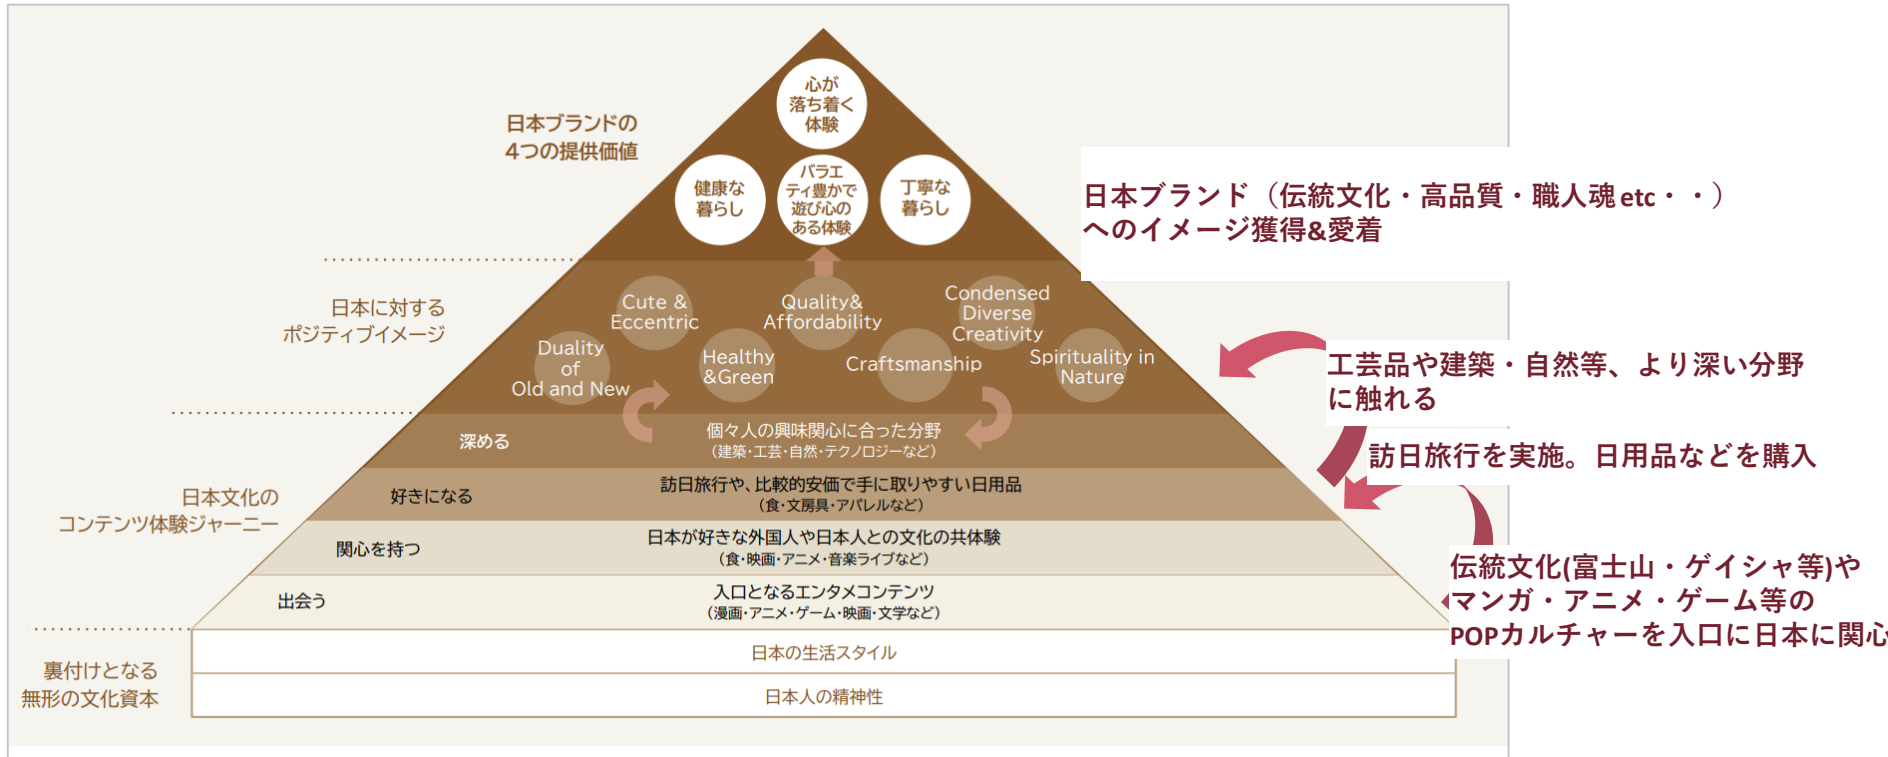 日本ブランドの
4つの提供価値
心が
落ち着く
体験
健康な
暮らし
バラエ
ティ豊かで
遊び心の
ある体験
丁寧な
暮らし
日本ブランド（伝統文化・高品質・職人魂etc・・）
へのイメージ獲得&愛着
日本に対する
ポジティブイメージ
Duality
of
Old and New
Cute &
Eccentric
Healthy
&Green
Quality&
Affordability
Craftsmanship
Condensed
Diverse
Creativity
Spirituality in
Nature
工芸品や建築・自然等、より深い分野
に触れる
日本文化の
コンテンツ体験ジャーニー
深める
個々人の興味関心に合った分野
（建築・工芸・自然・テクノロジーなど）
訪日旅行を実施。日用品などを購入
好きになる
訪日旅行や、比較的安価で手に取りやすい日用品
（食・文房具・アパレルなど）
関心を持つ
日本が好きな外国人や日本人との文化の共体験
（食・映画・アニメ・音楽ライブなど）
出会う
入口となるエンタメコンテンツ
（漫画・アニメ・ゲーム・映画・文学など）
伝統文化(富士山・ゲイシャ等)や
マンガ・アニメ・ゲーム等の
POPカルチャーを入口に日本に関心
裏付けとなる
無形の文化資本
日本の生活スタイル
日本人の精神性